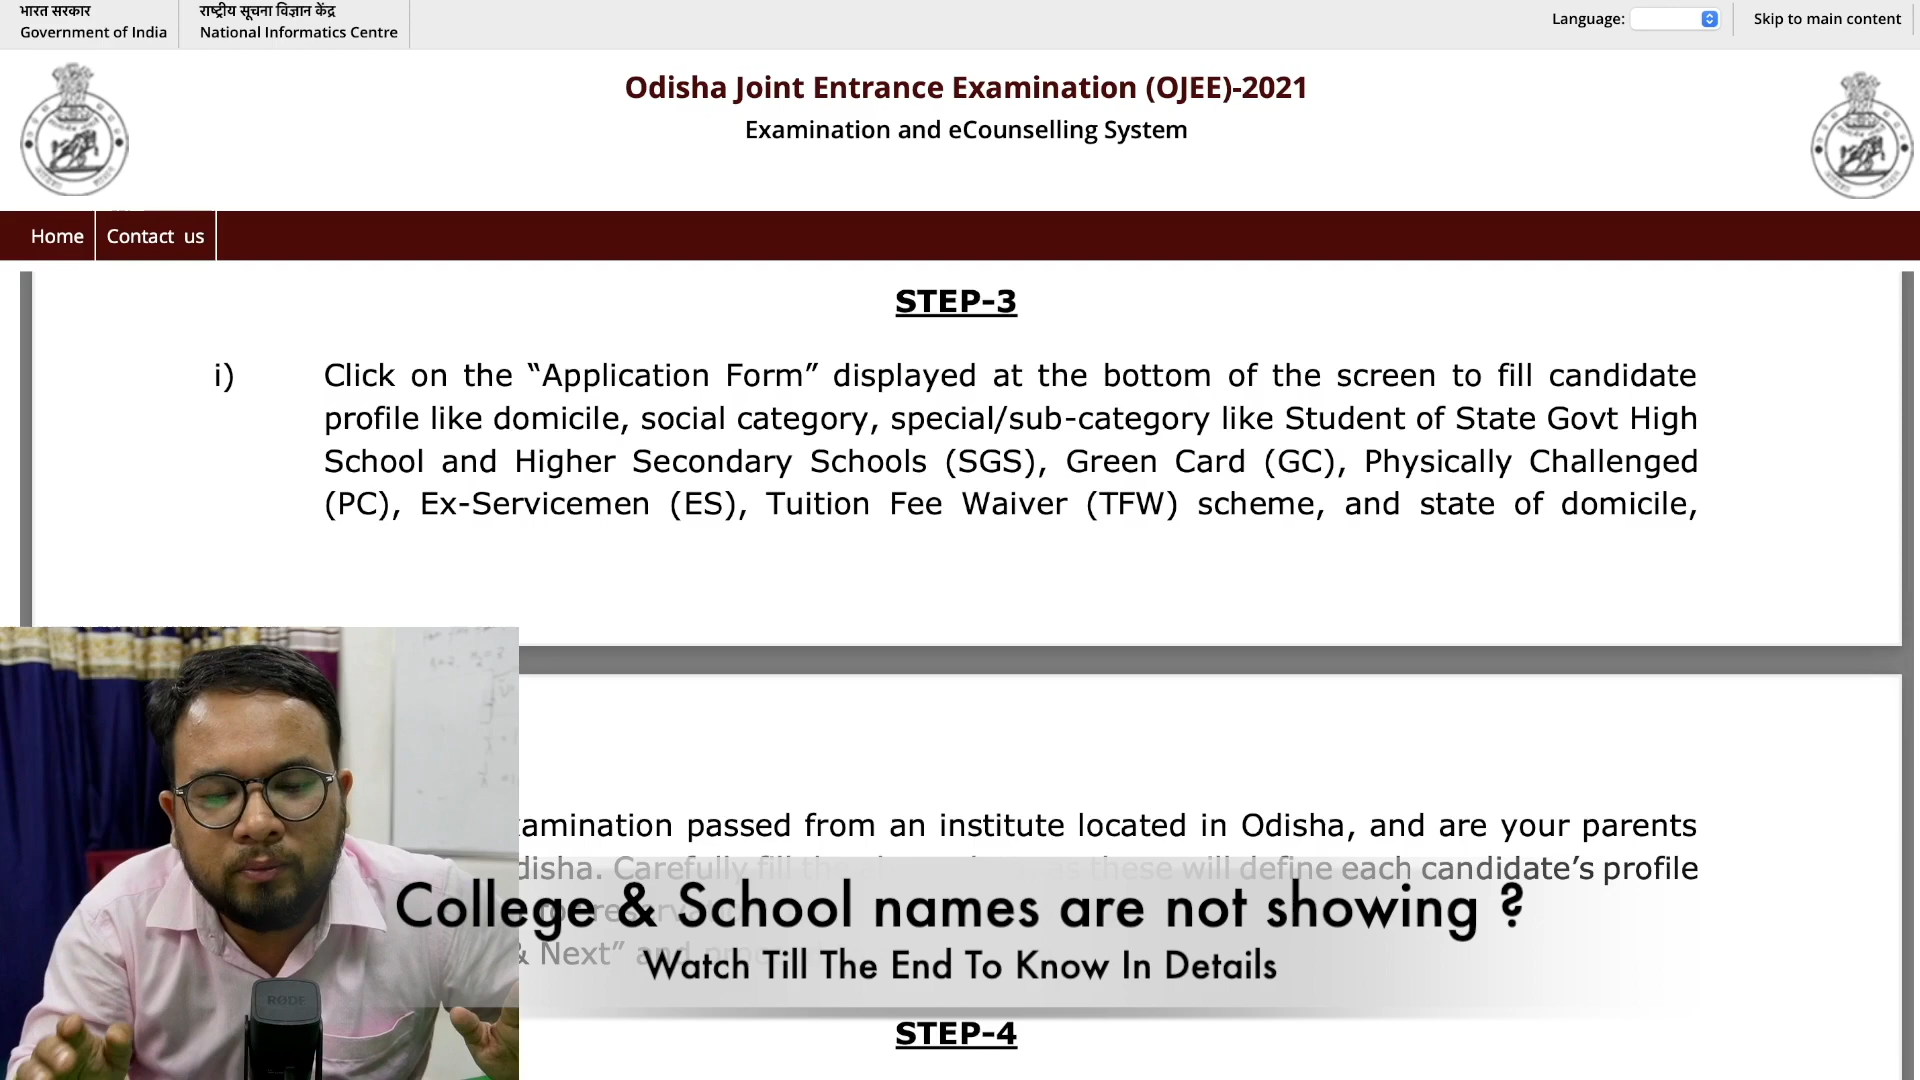 भारत सरकार
Government of India
राष्ट्रीय सूचना विज्ञान केंद्र
National Informatics Centre
Language:
Skip to main content
Odisha Joint Entrance Examination (OJEE)-2021
Examination and eCounselling System
Home
Contact us
STEP-3
i) Click on the “Application Form” displayed at the bottom of the screen to fill candidate
profile like domicile, social category, special/sub-category like Student of State Govt High
School and Higher Secondary Schools (SGS), Green Card (GC), Physically Challenged
(PC), Ex-Servicemen (ES), Tuition Fee Waiver (TFW) scheme, and state of domicile,
amination passed from an institute located in Odisha, and are your parents
disha. Carefully fill these will define each candidate’s profile
College & School names are not showing ?
& Next”
Watch Till The End To Know In Details
STEP-4
RODE